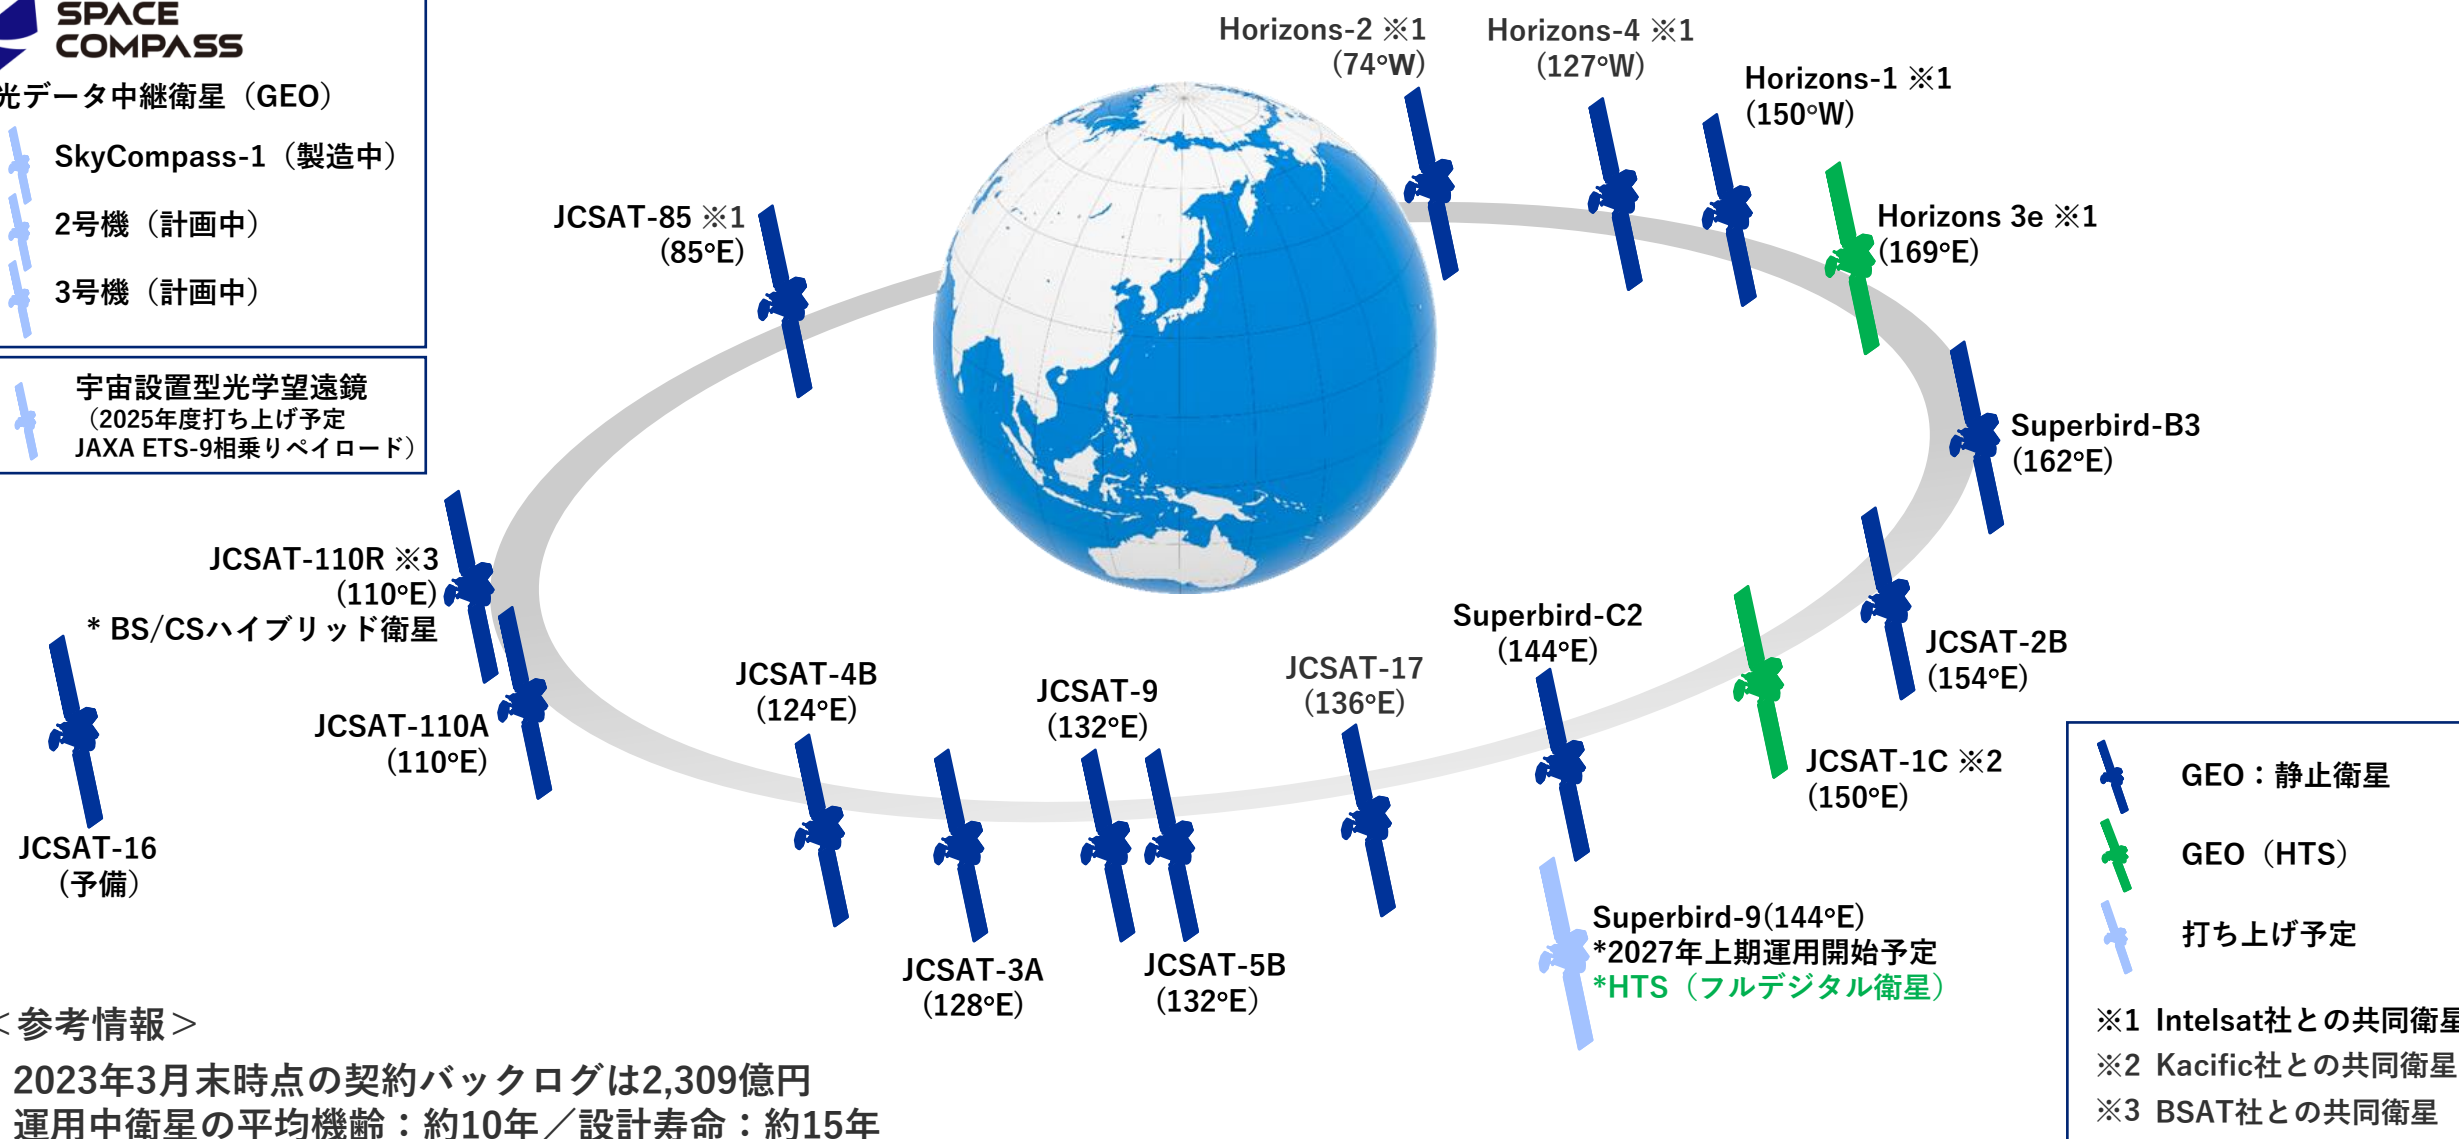 SPACE
COMPASS
光データ中継衛星（GEO）
SkyCompass-1（製造中）
2号機（計画中）
3号機（計画中）
宇宙設置型光学望遠鏡
（2025年度打ち上げ予定
JAXA ETS-9相乗りペイロード）
Horizons-2 ※1
(74°W)
Horizons-4 ※1
(127°W)
Horizons-1 ※1
(150°W)
Horizons 3e ※1
(169°E)
JCSAT-85 ※1
(85°E)
Superbird-B3
(162°E)
JCSAT-110R ※3
(110°E)
* BS/CSハイブリッド衛星
JCSAT-110A
(110°E)
JCSAT-16
(予備)
JCSAT-4B
(124°E)
JCSAT-3A
(128°E)
JCSAT-9
(132°E)
JCSAT-5B
(132°E)
JCSAT-17
(136°E)
Superbird-C2
(144°E)
Superbird-9(144°E)
*2027年上期運用開始予定
*HTS（フルデジタル衛星）
JCSAT-1C ※2
(150°E)
JCSAT-2B
(154°E)
GEO：静止衛星
GEO（HTS）
打ち上げ予定
※1 Intelsat社との共同衛星
※2 Kacific社との共同衛星
※3 BSAT社との共同衛星
＜参考情報＞
2023年3月末時点の契約バックログは2,309億円
運用中衛星の平均機齢：約10年／設計寿命：約15年